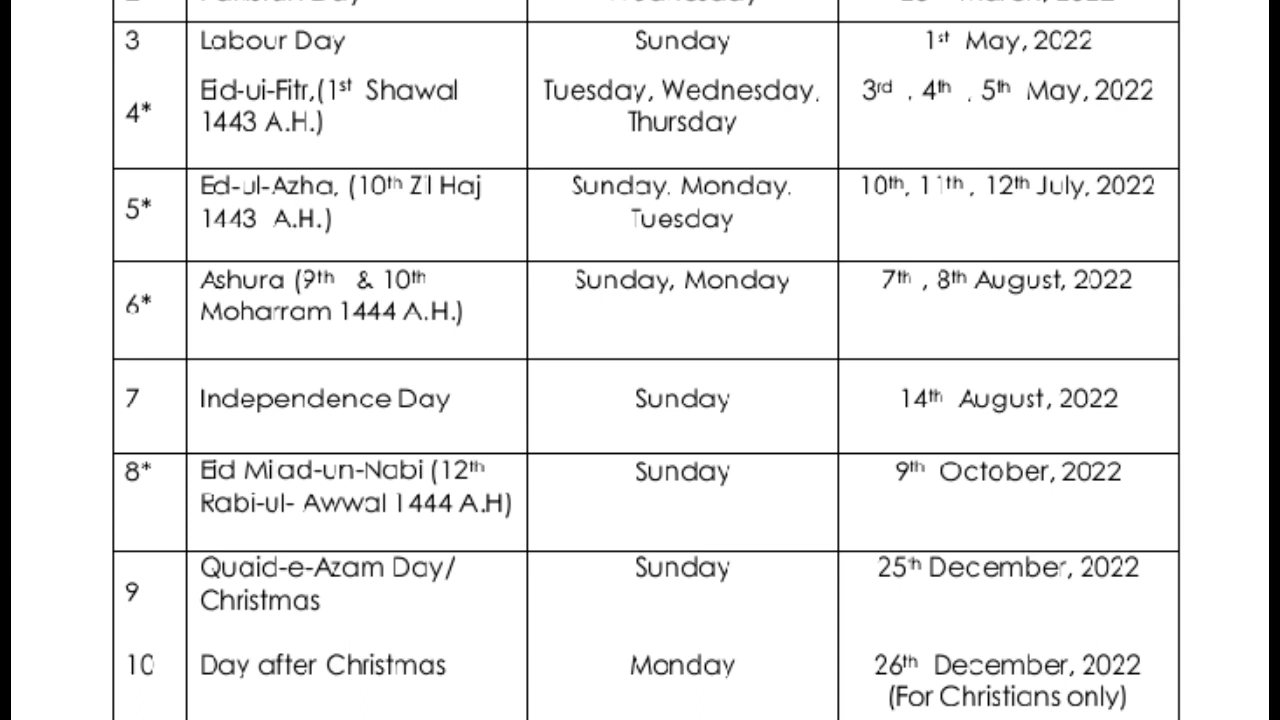 3 Labour Day Sunday 1st May, 2022
4* Eid-ui-Fitr,(1st Shawal Tuesday, Wednesday, 3rd , 4th , 5th May, 2022
1443 A.H.) Thursday
5* Ed-ul-Azha, (10th Zil Haj Sunday, Monday, 10th, 11th , 12th July, 2022
1443 A.H.) Tuesday
6* Ashura (9th & 10th Sunday, Monday 7th , 8th August, 2022
Moharram 1444 A.H.)
7 Independence Day Sunday 14th August, 2022
8* Eid Milad-un-Nabi (12th Sunday 9th October, 2022
Rabi-ul- Awwal 1444 A.H)
9 Quaid-e-Azam Day/ Sunday 25th December, 2022
Christmas
10 Day after Christmas Monday 26th December, 2022
(For Christians only)